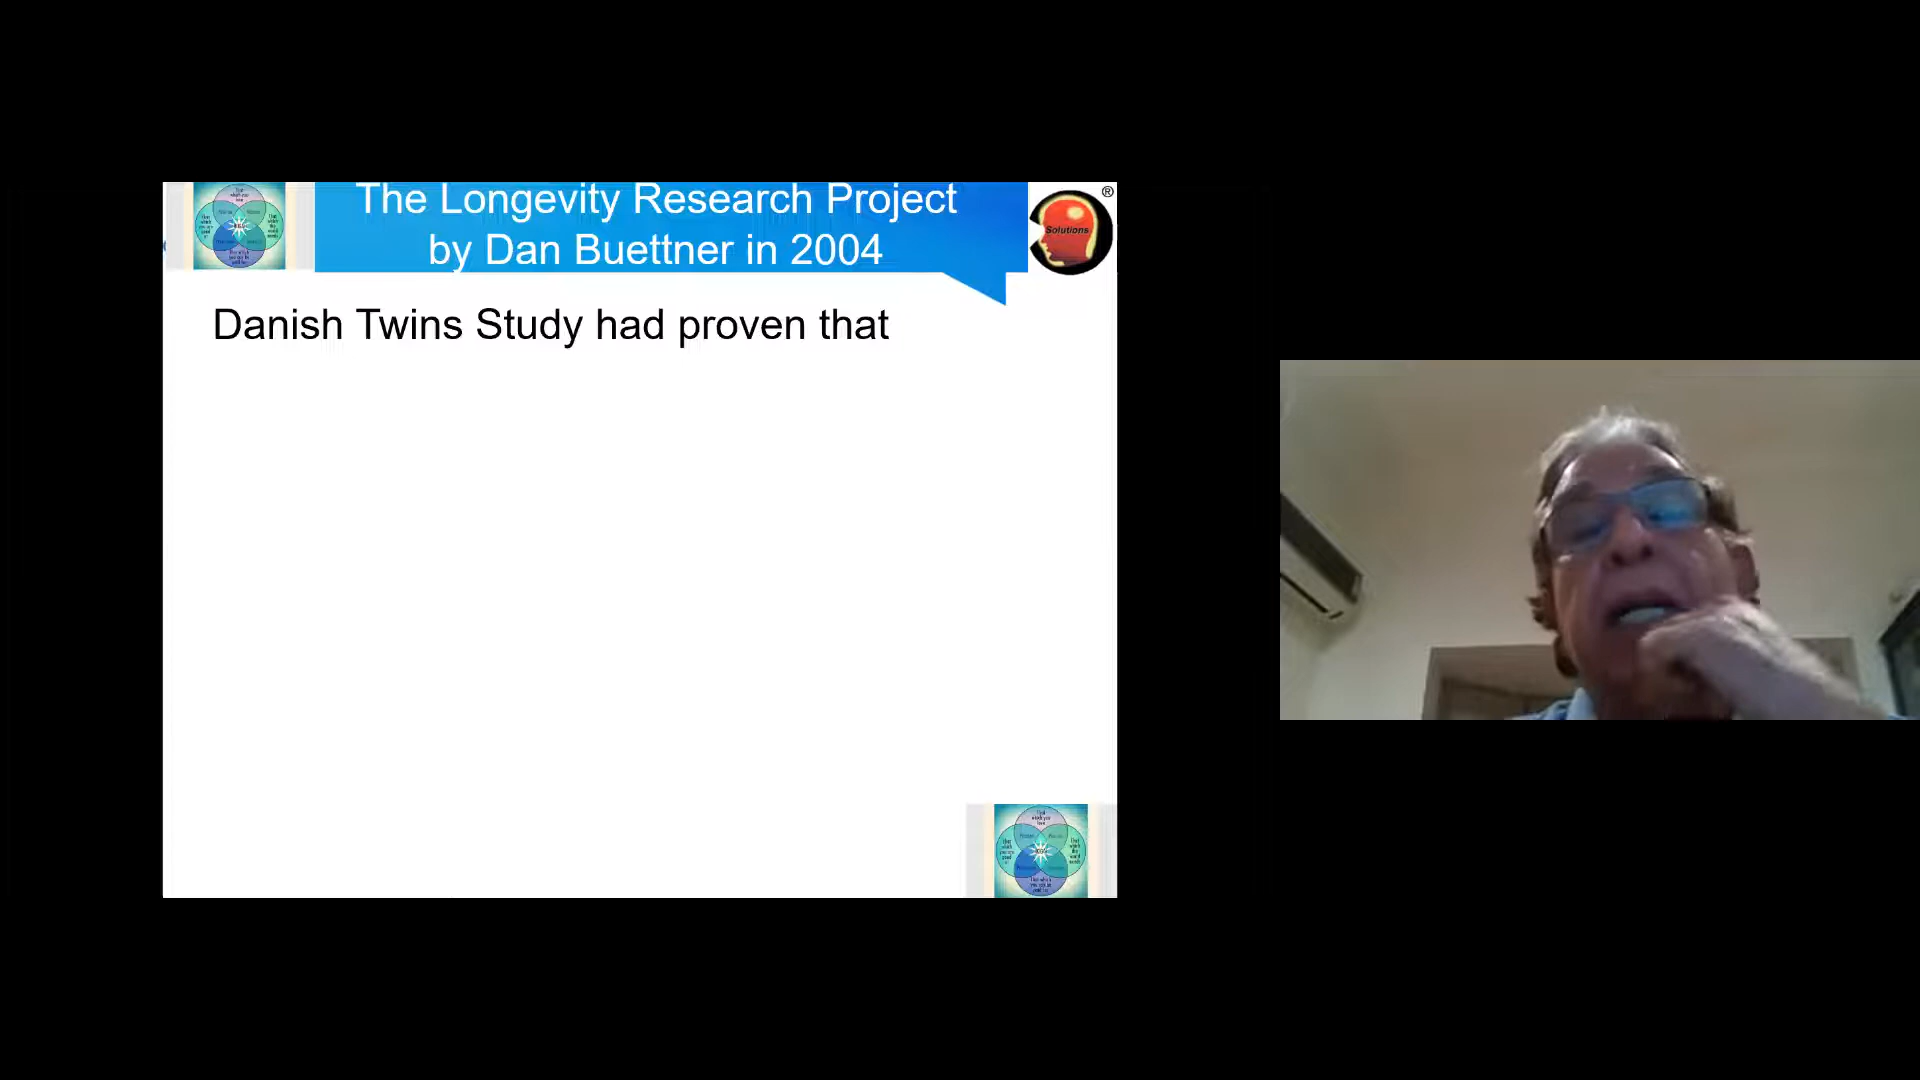 The Longevity Research Project
by Dan Buettner in 2004
Solutions
®
Danish Twins Study had proven that